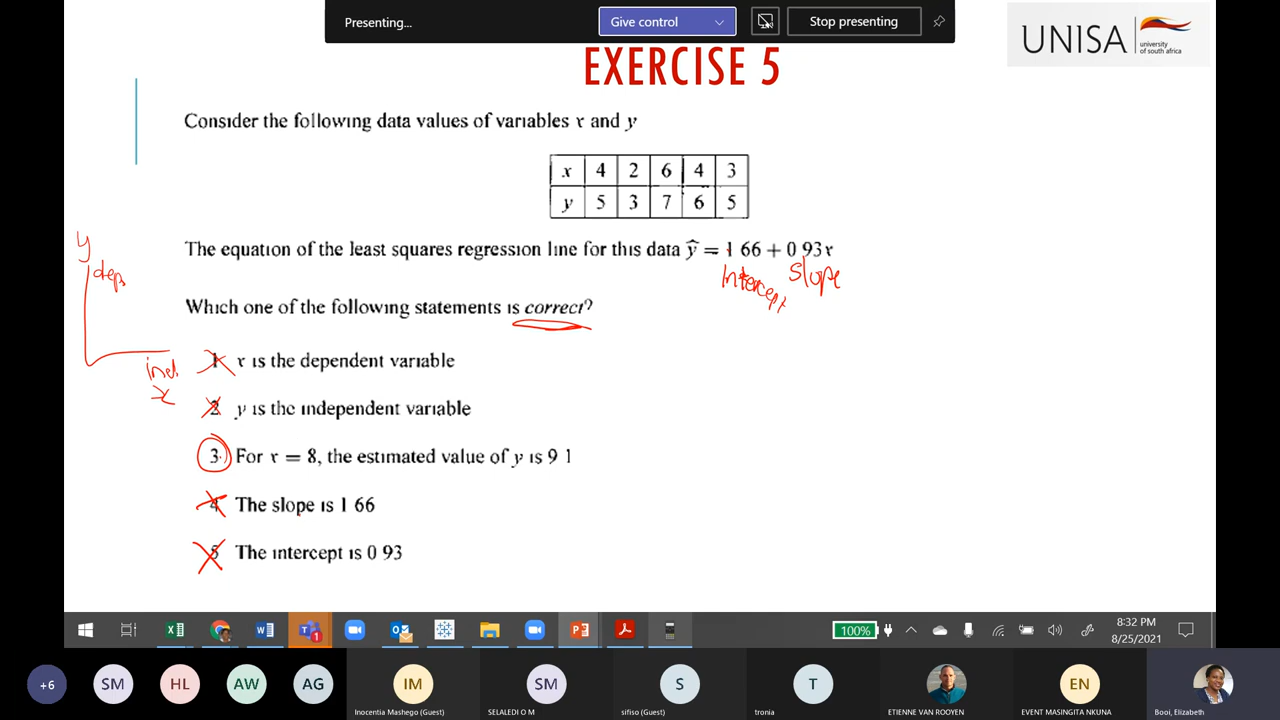 Presenting...
Give control
Stop presenting
UNISA university of south africa
EXERCISE 5
Consider the following data values of variables x and y
x 4 2 6 4 3
y 5 3 7 6 5
The equation of the least squares regression line for this data ŷ = 1 66 + 0 93x
Intercept slope
y
dep
Which one of the following statements is correct?
ind
x
1 x is the dependent variable
2 y is the independent variable
3 For x = 8, the estimated value of y is 9 1
4 The slope is 1 66
5 The intercept is 0 93
100%
8:32 PM
8/25/2021
1
+6
SM
HL
AW
AG
IM
SM
S
T
EN
Inocentia Mashego (Guest)
SELALEDI O M
sifiso (Guest)
tronia
ETIENNE VAN ROOYEN
EVENT MASINGITA NKUNA
Booi, Elizabeth